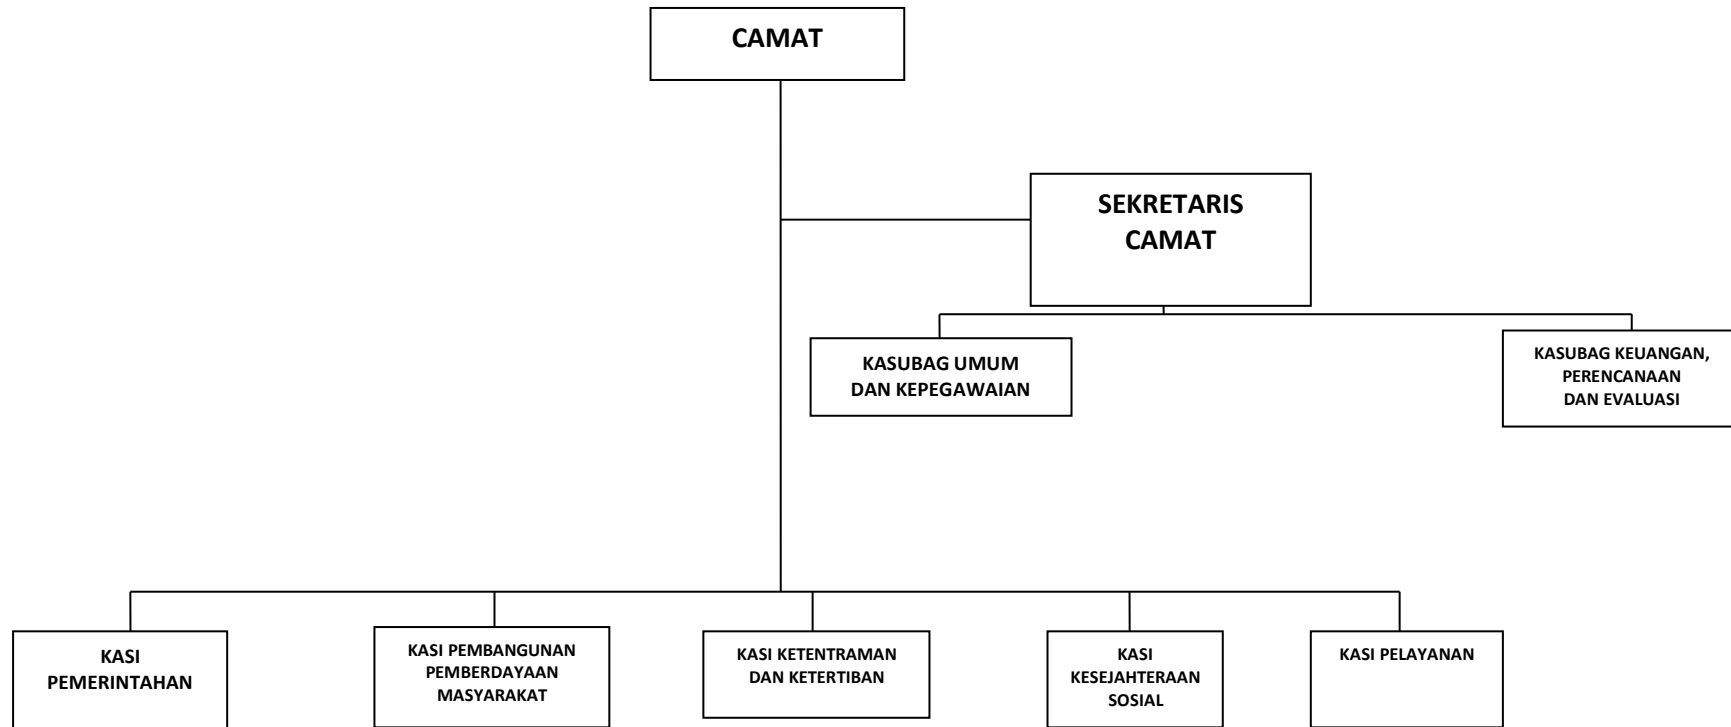 CAMAT
SEKRETARIS
CAMAT
KASUBAG UMUM
DAN KEPEGAWAIAN
KASUBAG KEUANGAN,
PERENCANAAN
DAN EVALUASI
KASI
PEMERINTAHAN
KASI PEMBANGUNAN
PEMBERDAYAAN
MASYARAKAT
KASI KETENTRAMAN
DAN KETERTIBAN
KASI
KESEJAHTERAAN
SOSIAL
KASI PELAYANAN